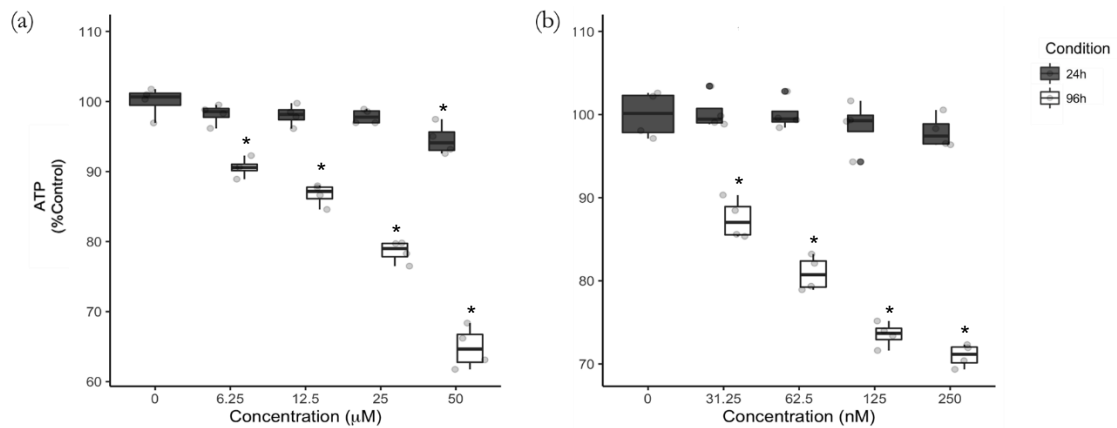 (a)
110
100
90
80
70
60
ATP
(%Control)
* * * * *
0 6.25 12.5 25 50
Concentration (μM)
(b)
110
100
90
80
70
* * * *
0 31.25 62.5 125 250
Concentration (nM)
Condition
24h
96h